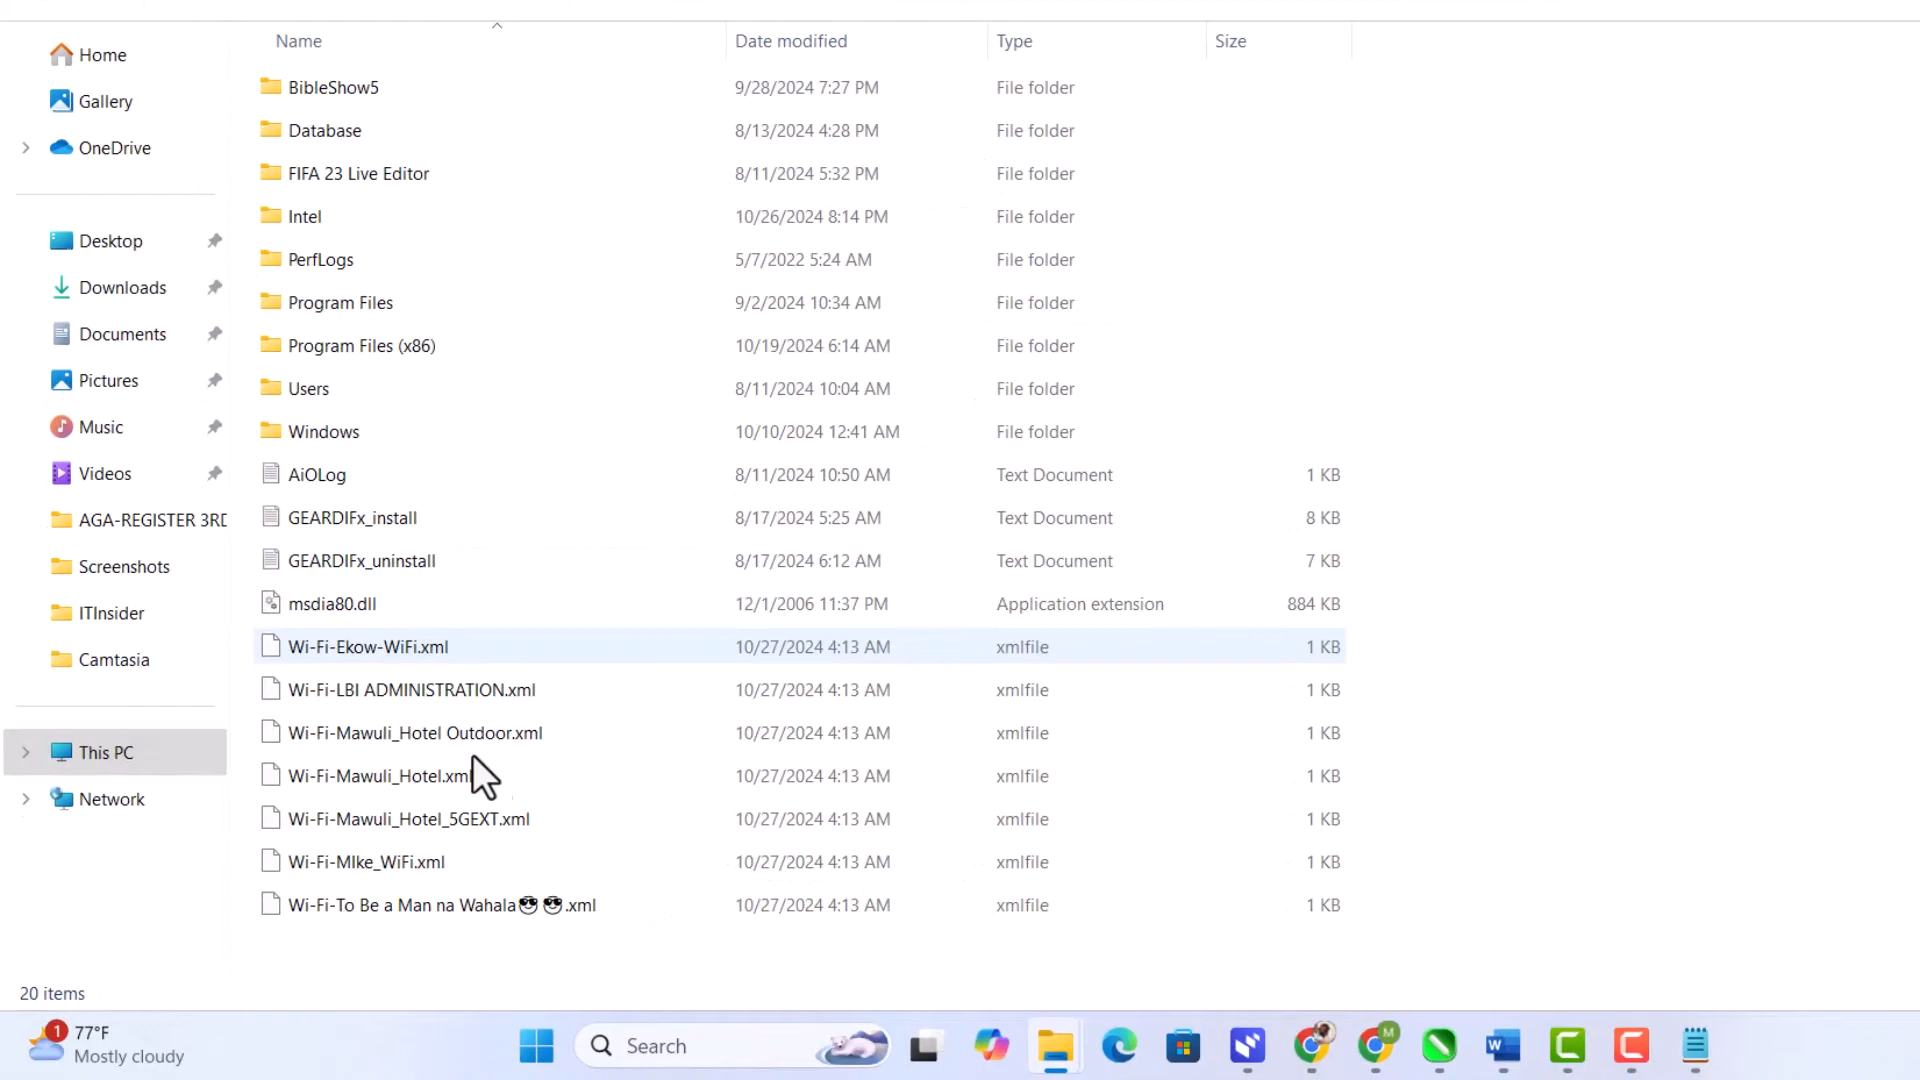 Name Date modified Type Size
Home
Gallery
OneDrive
Desktop
Downloads
Documents
Pictures
Music
Videos
AGA-REGISTER 3RD
Screenshots
ITInsider
Camtasia
This PC
Network
BibleShow5 9/28/2024 7:27 PM File folder
Database 8/13/2024 4:28 PM File folder
FIFA 23 Live Editor 8/11/2024 5:32 PM File folder
Intel 10/26/2024 8:14 PM File folder
PerfLogs 5/7/2022 5:24 AM File folder
Program Files 9/2/2024 10:34 AM File folder
Program Files (x86) 10/19/2024 6:14 AM File folder
Users 8/11/2024 10:04 AM File folder
Windows 10/10/2024 12:41 AM File folder
AiOLog 8/11/2024 10:50 AM Text Document 1 KB
GEARDIFx_install 8/17/2024 5:25 AM Text Document 8 KB
GEARDIFx_uninstall 8/17/2024 6:12 AM Text Document 7 KB
msdia80.dll 12/1/2006 11:37 PM Application extension 884 KB
Wi-Fi-Ekow-WiFi.xml 10/27/2024 4:13 AM xmlfile 1 KB
Wi-Fi-LBI ADMINISTRATION.xml 10/27/2024 4:13 AM xmlfile 1 KB
Wi-Fi-Mawuli_Hotel Outdoor.xml 10/27/2024 4:13 AM xmlfile 1 KB
Wi-Fi-Mawuli_Hotel.xml 10/27/2024 4:13 AM xmlfile 1 KB
Wi-Fi-Mawuli_Hotel_5GEXT.xml 10/27/2024 4:13 AM xmlfile 1 KB
Wi-Fi-MIke_WiFi.xml 10/27/2024 4:13 AM xmlfile 1 KB
Wi-Fi-To Be a Man na Wahala😎😎.xml 10/27/2024 4:13 AM xmlfile 1 KB
20 items
1
77°F
Mostly cloudy
Search
M
W